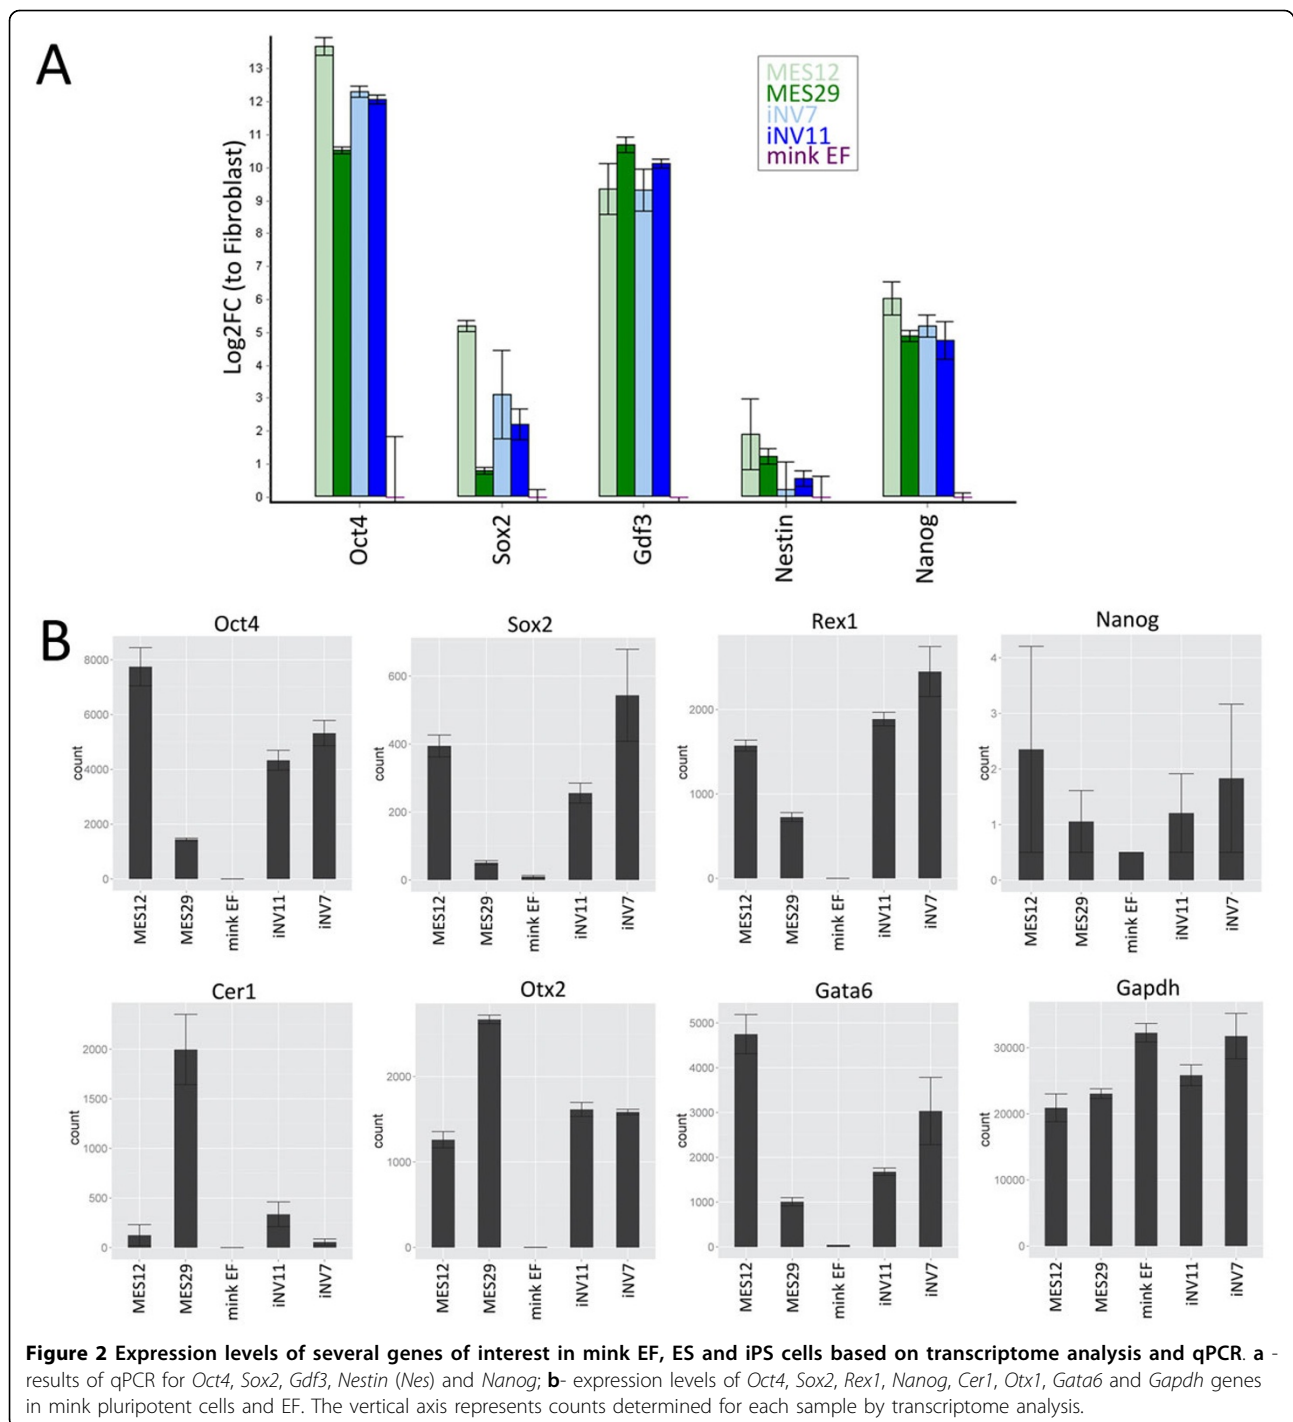 A
Log2FC (to Fibroblast)
13
12
11
10
9
8
7
6
5
4
3
2
1
0
MES12
MES29
iNV7
iNV11
mink EF
Oct4 Sox2 Gdf3 Nestin Nanog
B
Oct4
count
8000
6000
4000
2000
0
MES12 MES29 mink EF iNV11 iNV7
Sox2
count
600
400
200
0
MES12 MES29 mink EF iNV11 iNV7
Rex1
count
2000
1000
0
MES12 MES29 mink EF iNV11 iNV7
Nanog
count
4
3
2
1
0
MES12 MES29 mink EF iNV11 iNV7
Cer1
count
2000
1500
1000
500
0
MES12 MES29 mink EF iNV11 iNV7
Otx2
count
2000
1000
0
MES12 MES29 mink EF iNV11 iNV7
Gata6
count
5000
4000
3000
2000
1000
0
MES12 MES29 mink EF iNV11 iNV7
Gapdh
count
30000
20000
10000
0
MES12 MES29 mink EF iNV11 iNV7
Figure 2 Expression levels of several genes of interest in mink EF, ES and iPS cells based on transcriptome analysis and qPCR. a -
results of qPCR for Oct4, Sox2, Gdf3, Nestin (Nes) and Nanog; b- expression levels of Oct4, Sox2, Rex1, Nanog, Cer1, Otx1, Gata6 and Gapdh genes
in mink pluripotent cells and EF. The vertical axis represents counts determined for each sample by transcriptome analysis.